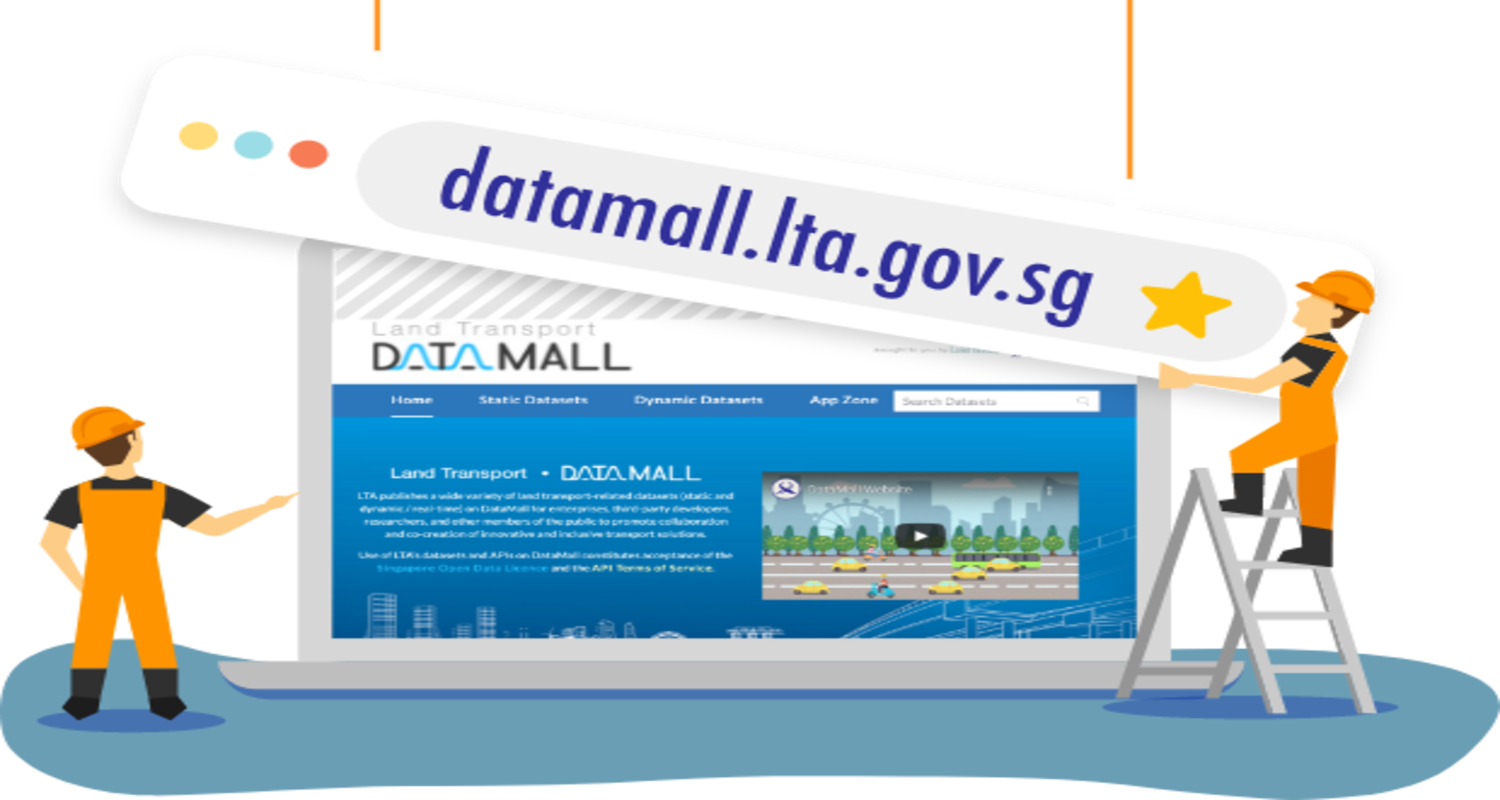 datamall.lta.gov.sg
Land Transport
DATA MALL
Home Static Datasets Dynamic Datasets App Zone Search Datasets
Land Transport • DATA MALL
DataMall Website
LTA publishes a wide variety of land transport-related datasets (static and
dynamic / real-time) on DataMall for enterprises, third-party developers,
researchers, and other members of the public to promote collaboration
and co-creation of innovative and inclusive transport solutions.
Use of LTA's datasets and APIs on DataMall constitutes acceptance of the
Singapore Open Data Licence and the API Terms of Service.